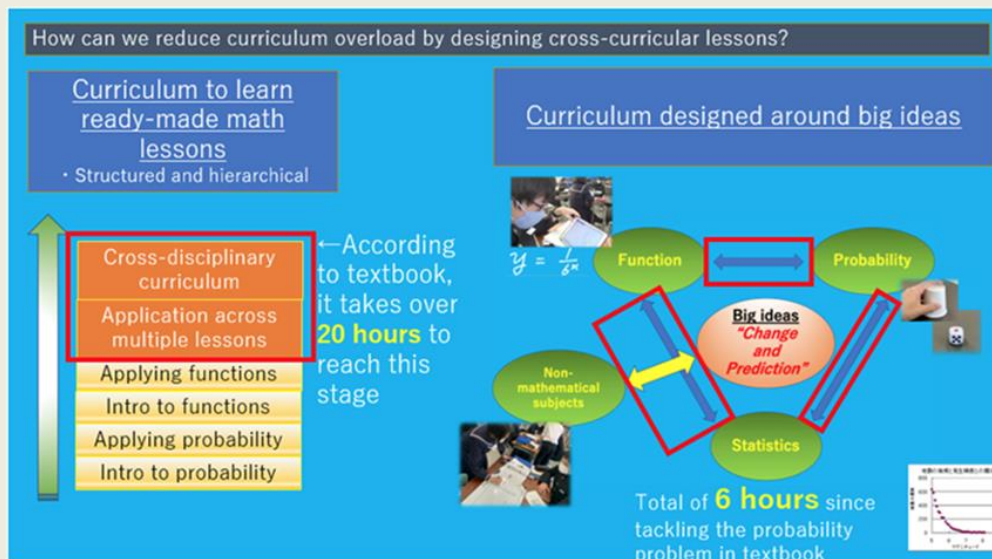 How can we reduce curriculum overload by designing cross-curricular lessons?
Curriculum to learn
ready-made math
lessons
・Structured and hierarchical
Cross-disciplinary
curriculum
Application across
multiple lessons
Applying functions
Intro to functions
Applying probability
Intro to probability
←According
to textbook,
it takes over
20 hours to
reach this
stage
Curriculum designed around big ideas
y = 1/6ˣ
Function
Probability
Big ideas
"Change
and
Prediction"
Non-
mathematical
subjects
Statistics
Total of 6 hours since
tackling the probability
problem in textbook